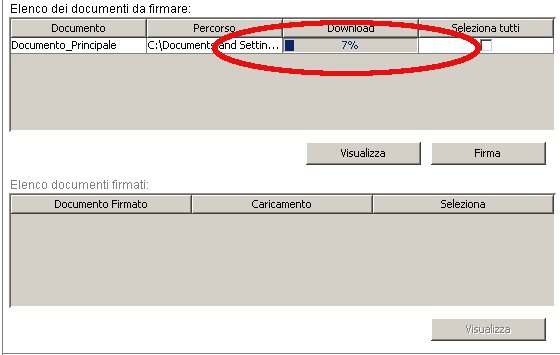 Elenco dei documenti da firmare:
Documento Percorso Download Seleziona tutti
Documento_Principale C:\Documents and Settin... 7%
Visualizza Firma
Elenco documenti firmati:
Documento Firmato Caricamento Seleziona
Visualizza